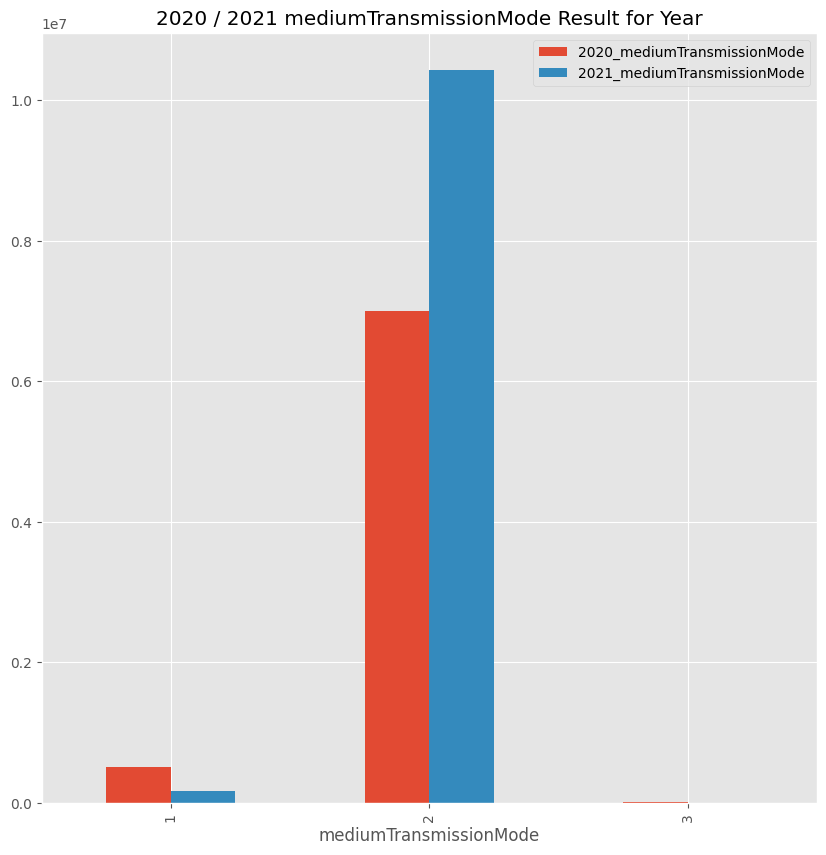 2020 / 2021 mediumTransmissionMode Result for Year
1e7
2020_mediumTransmissionMode
2021_mediumTransmissionMode
1.0
0.8
0.6
0.4
0.2
0.0
1
2
3
mediumTransmissionMode